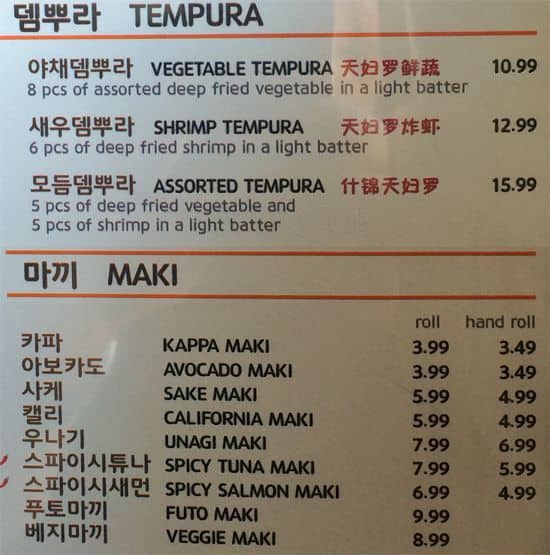 뎀뿌라 TEMPURA
야채뎀뿌라 VEGETABLE TEMPURA 天妇罗鲜蔬 10.99
8 pcs of assorted deep fried vegetable in a light batter
새우뎀뿌라 SHRIMP TEMPURA 天妇罗炸虾 12.99
6 pcs of deep fried shrimp in a light batter
모듬뎀뿌라 ASSORTED TEMPURA 什锦天妇罗 15.99
5 pcs of deep fried vegetable and
5 pcs of shrimp in a light batter
마끼 MAKI
roll hand roll
카파 KAPPA MAKI 3.99 3.49
아보카도 AVOCADO MAKI 3.99 3.49
사케 SAKE MAKI 5.99 4.99
캘리 CALIFORNIA MAKI 5.99 4.99
우나기 UNAGI MAKI 7.99 6.99
스파이시튜나 SPICY TUNA MAKI 7.99 5.99
스파이시새먼 SPICY SALMON MAKI 6.99 4.99
푸토마끼 FUTO MAKI 9.99
베지마끼 VEGGIE MAKI 8.99